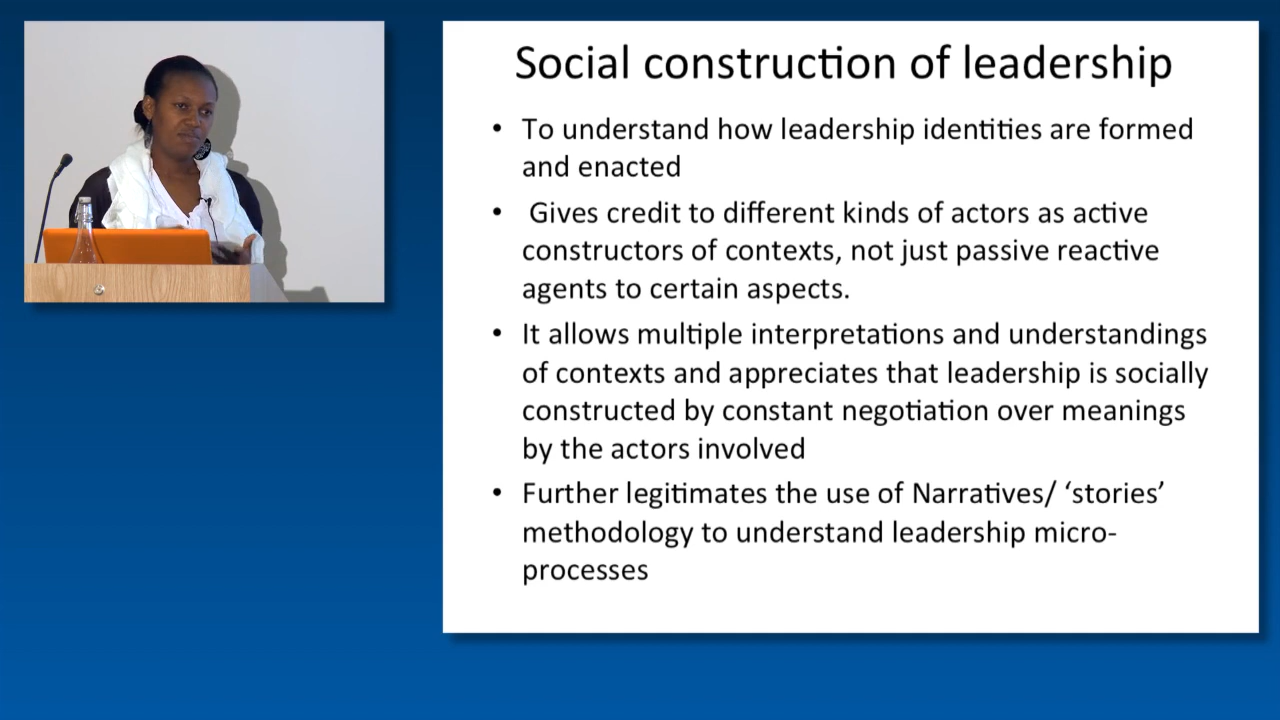 Social construction of leadership
• To understand how leadership identities are formed
and enacted
• Gives credit to different kinds of actors as active
constructors of contexts, not just passive reactive
agents to certain aspects.
• It allows multiple interpretations and understandings
of contexts and appreciates that leadership is socially
constructed by constant negotiation over meanings
by the actors involved
• Further legitimates the use of Narratives/ ‘stories’
methodology to understand leadership micro-
processes